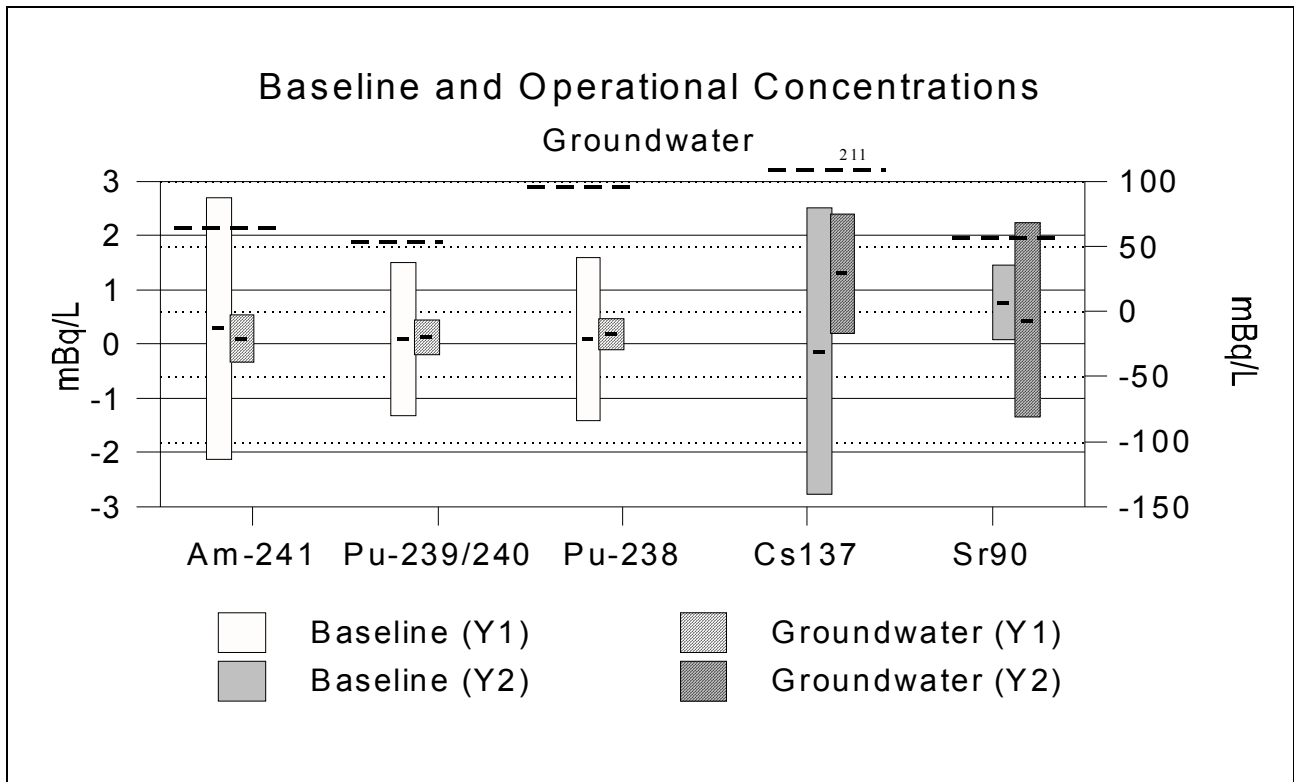 Baseline and Operational Concentrations
Groundwater
211
3
2
1
0
-1
-2
-3
mBq/L
100
50
0
-50
-100
-150
mBq/L
Am-241 Pu-239/240 Pu-238 Cs137 Sr90
Baseline (Y1) Groundwater (Y1)
Baseline (Y2) Groundwater (Y2)